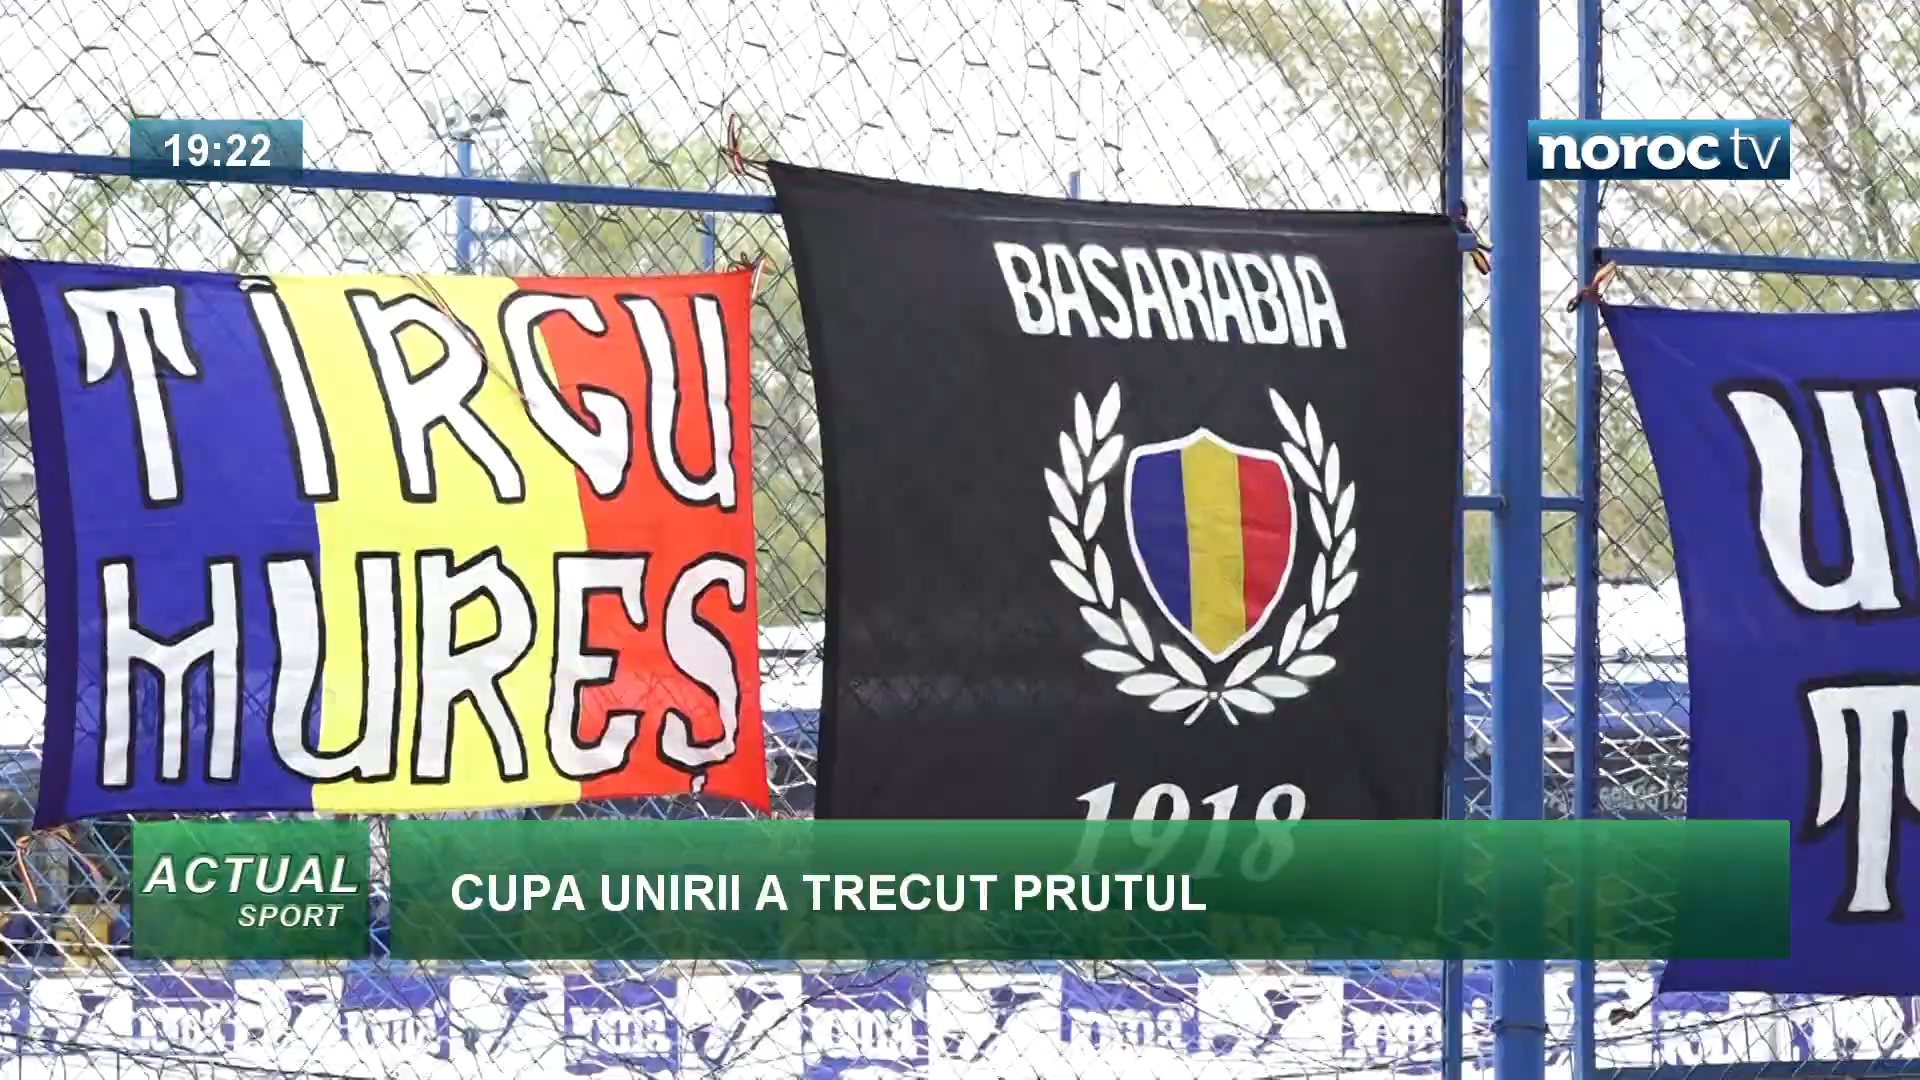 19:22
noroc tv
TÎRGU
MUREȘ
BASARABIA
1918
ACTUAL
SPORT
CUPA UNIRII A TRECUT PRUTUL